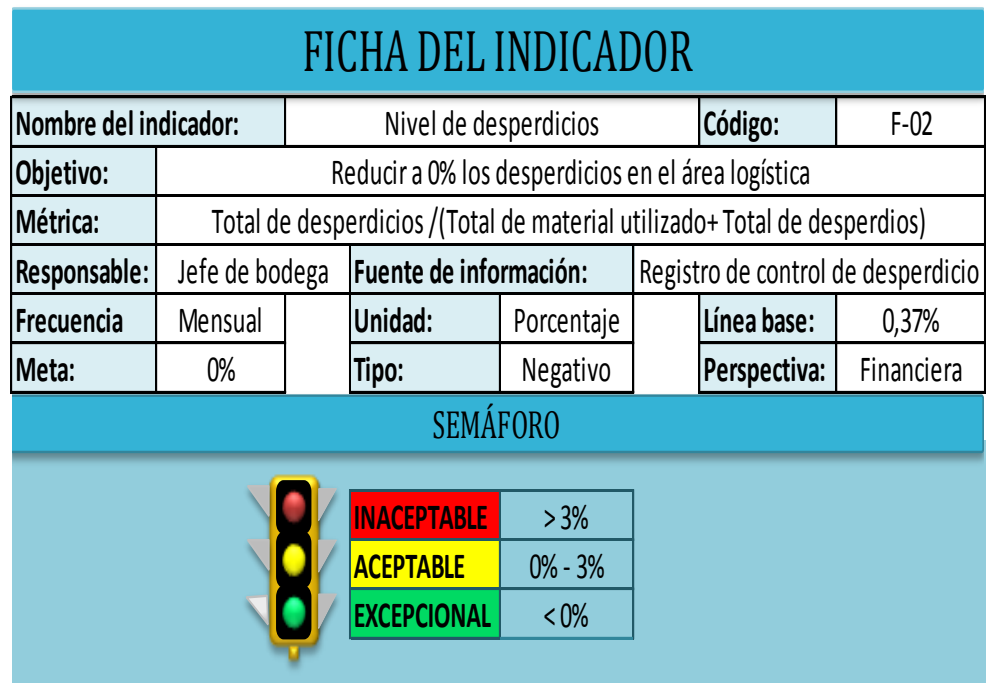 FICHA DEL INDICADOR
Nombre del indicador: Nivel de desperdicios Código: F-02
Objetivo: Reducir a 0% los desperdicios en el área logística
Métrica: Total de desperdicios /(Total de material utilizado+ Total de desperdios)
Responsable: Jefe de bodega Fuente de información: Registro de control de desperdicio
Frecuencia Mensual Unidad: Porcentaje Línea base: 0,37%
Meta: 0% Tipo: Negativo Perspectiva: Financiera
SEMÁFORO
INACEPTABLE > 3%
ACEPTABLE 0% - 3%
EXCEPCIONAL < 0%